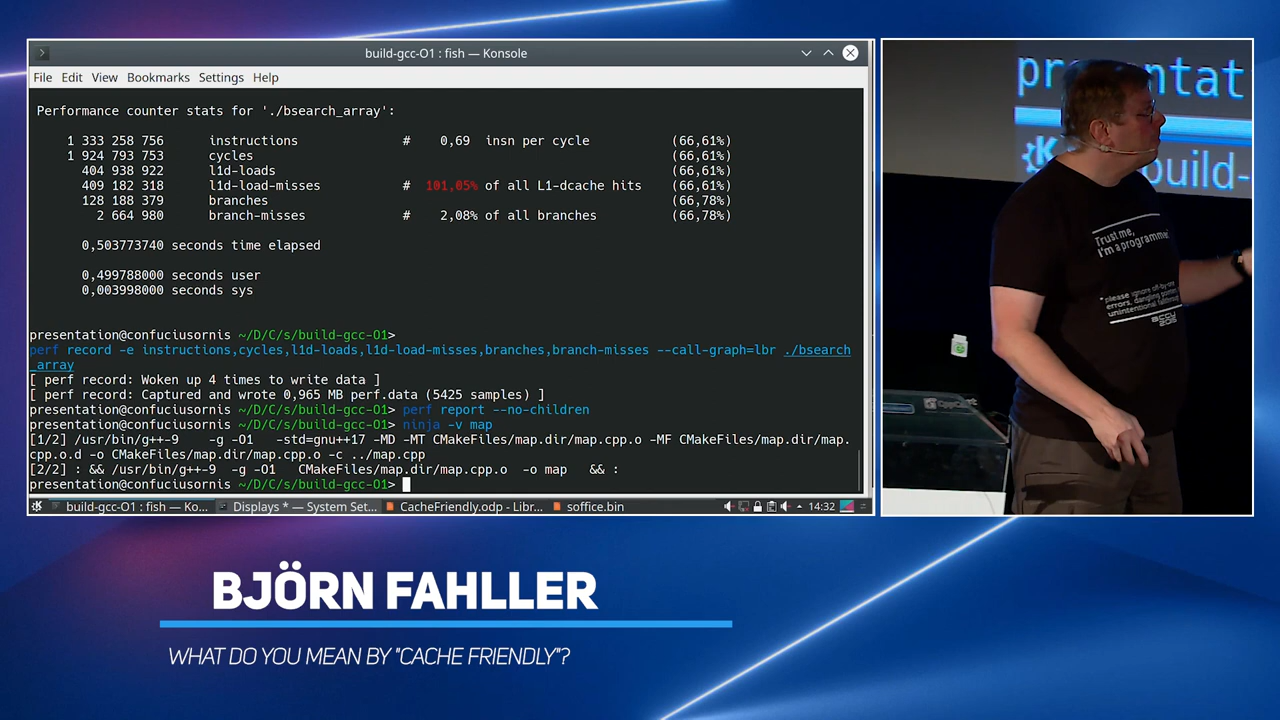 build-gcc-O1 : fish — Konsole
File Edit View Bookmarks Settings Help
Performance counter stats for './bsearch_array':
1 333 258 756 instructions # 0,69 insn per cycle (66,61%)
1 924 793 753 cycles (66,61%)
404 938 922 l1d-loads (66,61%)
409 182 318 l1d-load-misses # 101,05% of all L1-dcache hits (66,61%)
128 188 379 branches (66,78%)
2 664 980 branch-misses # 2,08% of all branches (66,78%)
0,503773740 seconds time elapsed
0,499788000 seconds user
0,003998000 seconds sys
presentation@confuciusornis ~/D/C/s/build-gcc-O1>
perf record -e instructions,cycles,l1d-loads,l1d-load-misses,branches,branch-misses --call-graph=lbr ./bsearch
_array
[ perf record: Woken up 4 times to write data ]
[ perf record: Captured and wrote 0,965 MB perf.data (5425 samples) ]
presentation@confuciusornis ~/D/C/s/build-gcc-O1> perf report --no-children
presentation@confuciusornis ~/D/C/s/build-gcc-O1> ninja -v map
[1/2] /usr/bin/g++-9 -g -O1 -std=gnu++17 -MD -MT CMakeFiles/map.dir/map.cpp.o -MF CMakeFiles/map.dir/map.
cpp.o.d -o CMakeFiles/map.dir/map.cpp.o -c ../map.cpp
[2/2] : && /usr/bin/g++-9 -g -O1 CMakeFiles/map.dir/map.cpp.o -o map && :
presentation@confuciusornis ~/D/C/s/build-gcc-O1>
build-gcc-O1 : fish — Ko... Displays * — System Set... CacheFriendly.odp - Libr... soffice.bin 14:32
presentat
build-
Trust me,
I'm a programmer.
*please ignore off-by-one
errors, dangling
unintentional
accu
2015
BJÖRN FAHLLER
WHAT DO YOU MEAN BY "CACHE FRIENDLY"?